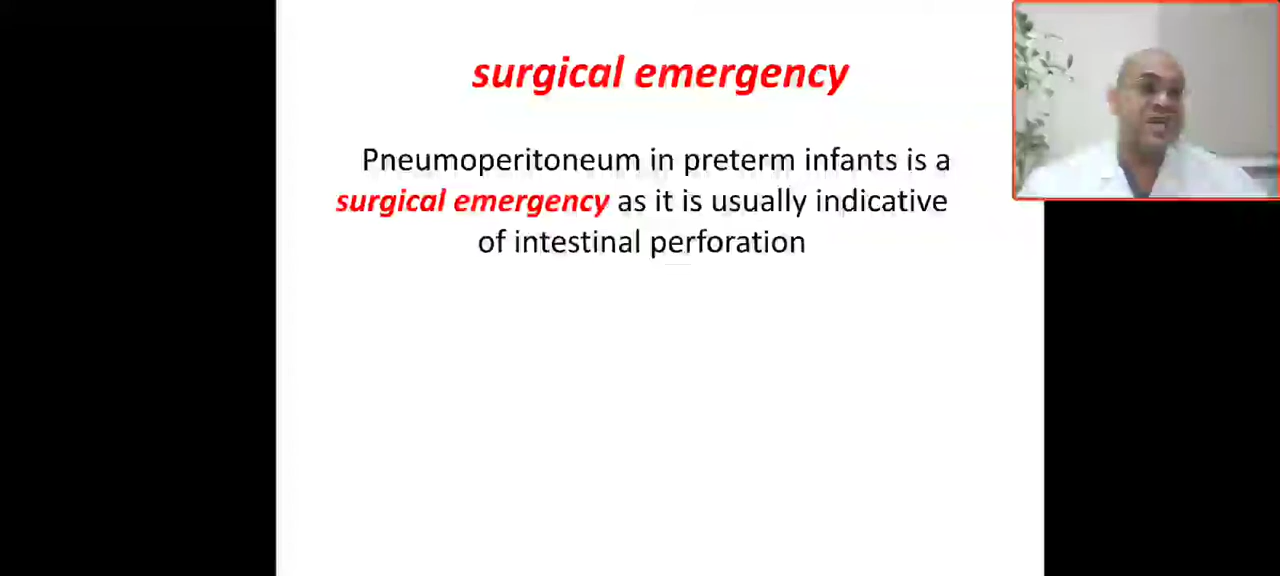 surgical emergency
Pneumoperitoneum in preterm infants is a
surgical emergency as it is usually indicative
of intestinal perforation